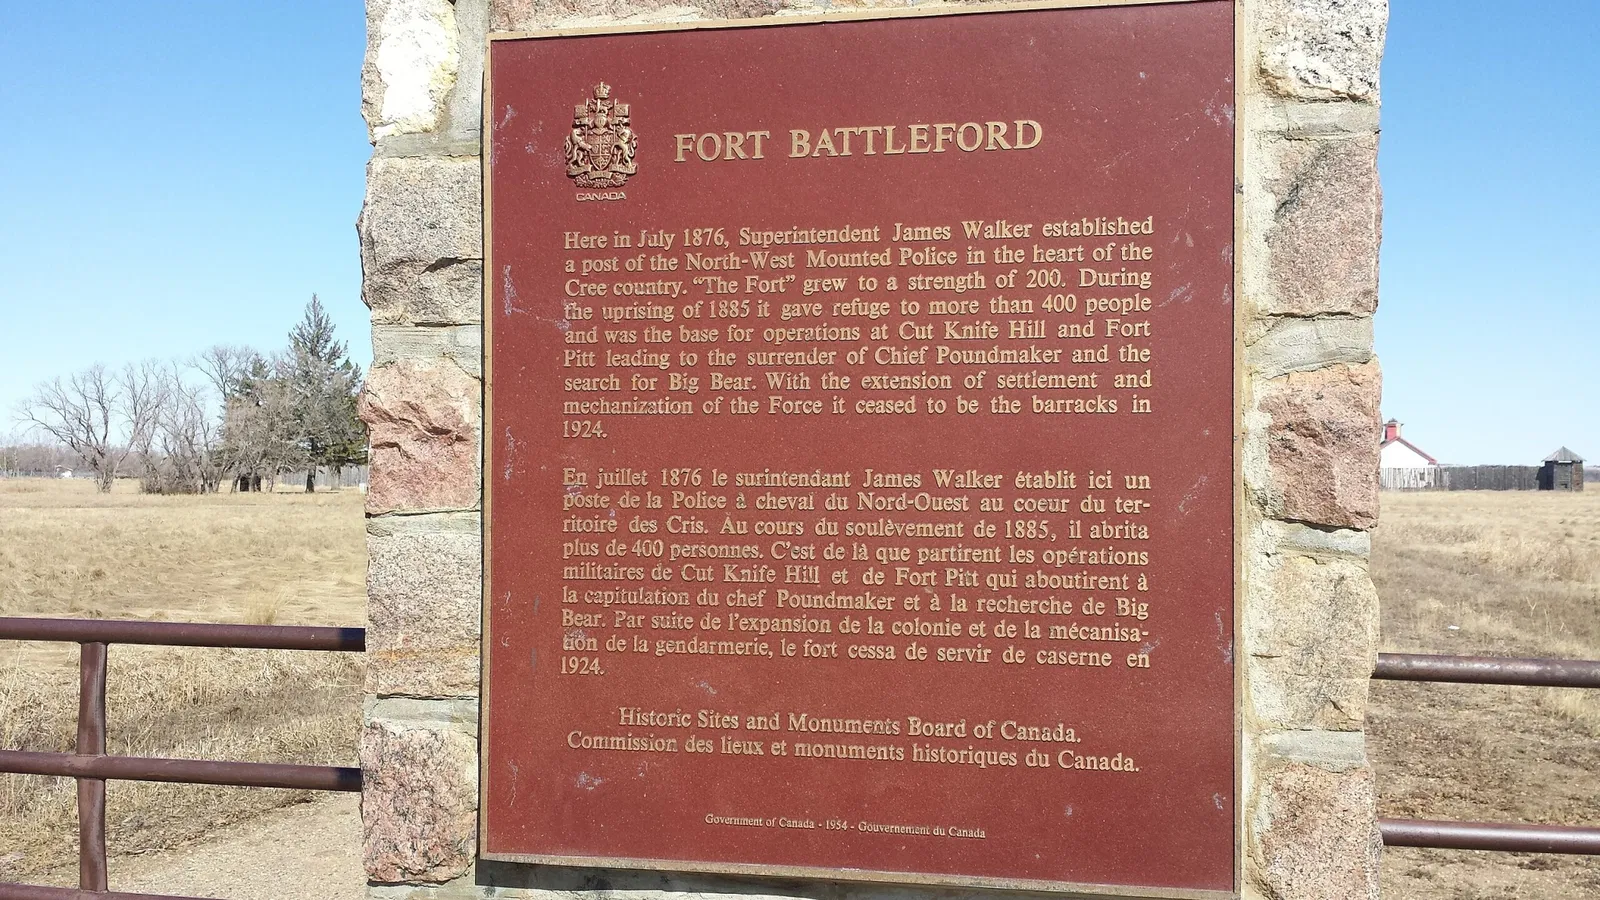 CANADA
FORT BATTLEFORD
Here in July 1876, Superintendent James Walker established
a post of the North-West Mounted Police in the heart of the
Cree country. “The Fort” grew to a strength of 200. During
the uprising of 1885 it gave refuge to more than 400 people
and was the base for operations at Cut Knife Hill and Fort
Pitt leading to the surrender of Chief Poundmaker and the
search for Big Bear. With the extension of settlement and
mechanization of the Force it ceased to be the barracks in
1924.
En juillet 1876 le surintendant James Walker établit ici un
poste de la Police à cheval du Nord-Ouest au coeur du ter-
ritoire des Cris. Au cours du soulèvement de 1885, il abrita
plus de 400 personnes. C’est de là que partirent les opérations
militaires de Cut Knife Hill et de Fort Pitt qui aboutirent à
la capitulation du chef Poundmaker et à la recherche de Big
Bear. Par suite de l’expansion de la colonie et de la mécanisa-
tion de la gendarmerie, le fort cessa de servir de caserne en
1924.
Historic Sites and Monuments Board of Canada.
Commission des lieux et monuments historiques du Canada.
Government of Canada - 1954 - Gouvernement du Canada